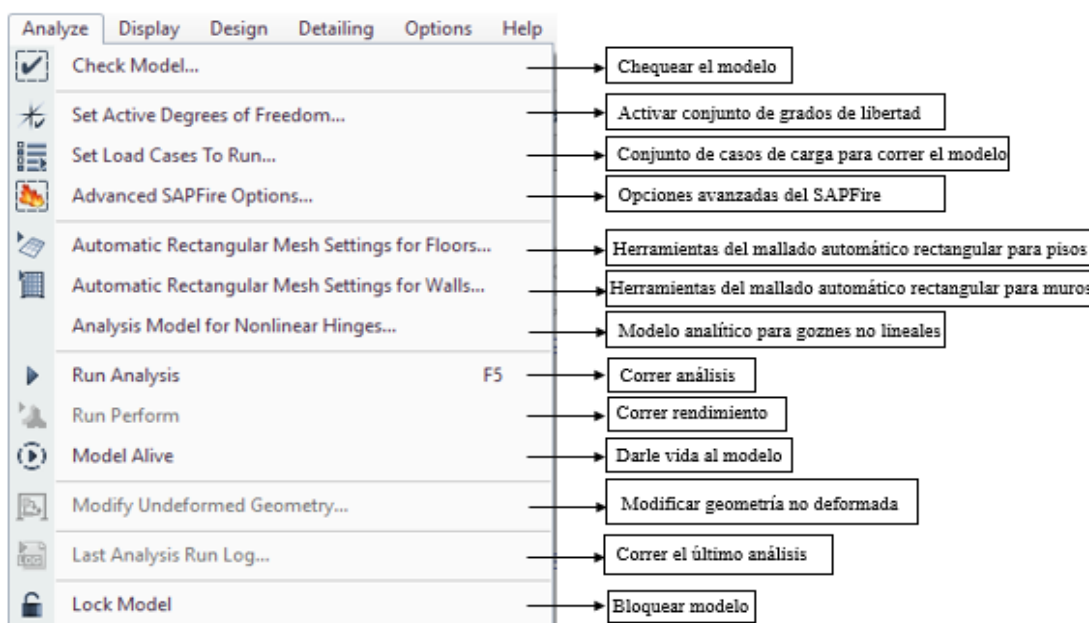 Analyze Display Design Detailing Options Help
Check Model... Chequear el modelo
Set Active Degrees of Freedom... Activar conjunto de grados de libertad
Set Load Cases To Run... Conjunto de casos de carga para correr el modelo
Advanced SAPFire Options... Opciones avanzadas del SAPFire
Automatic Rectangular Mesh Settings for Floors... Herramientas del mallado automático rectangular para pisos
Automatic Rectangular Mesh Settings for Walls... Herramientas del mallado automático rectangular para muros
Analysis Model for Nonlinear Hinges... Modelo analítico para goznes no lineales
Run Analysis F5 Correr análisis
Run Perform Correr rendimiento
Model Alive Darle vida al modelo
Modify Undeformed Geometry... Modificar geometría no deformada
LOG Last Analysis Run Log... Correr el último análisis
Lock Model Bloquear modelo